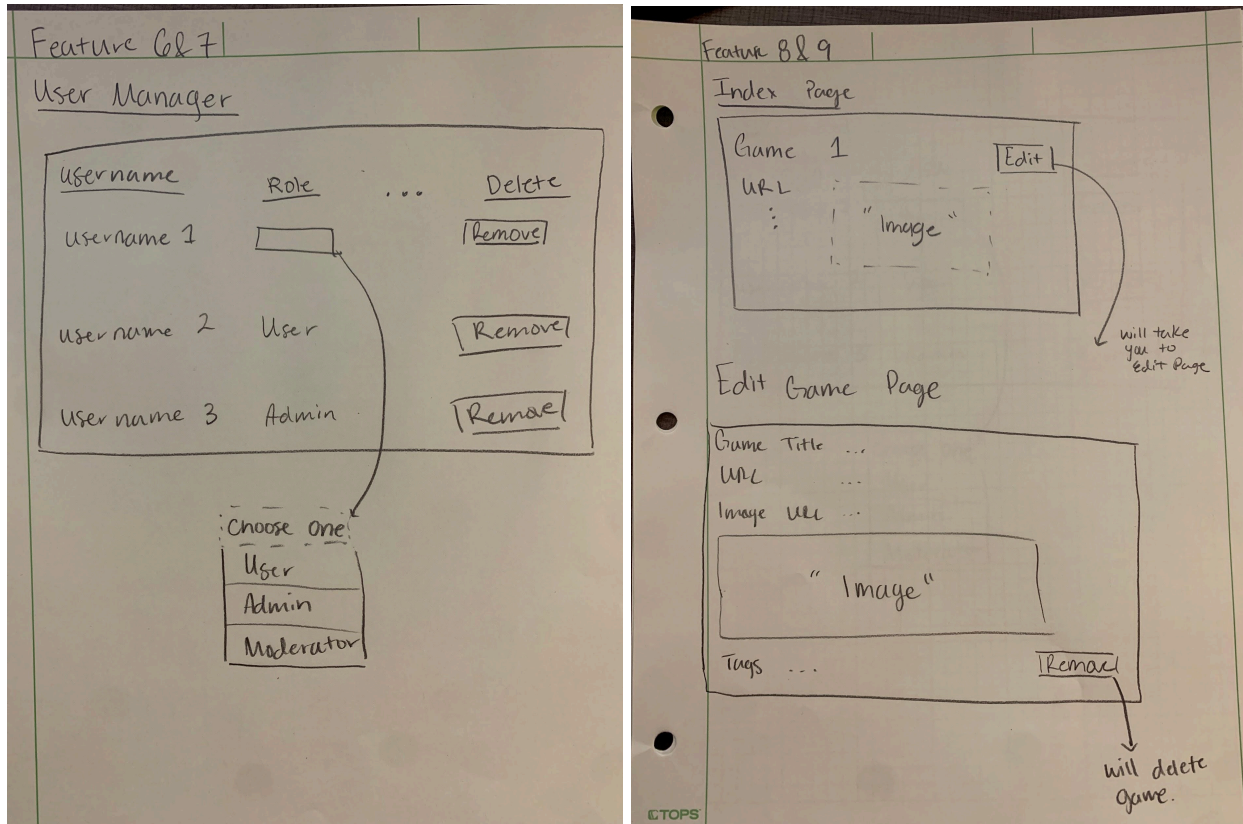 Feature 6&7
User Manager
username Role ... Delete
username 1 Remove
username 2 User Remove
username 3 Admin Remove
Choose one
User
Admin
Moderator
Feature 8&9
Index Page
Game 1 Edit
URL
"Image"
will take
you to
Edit Page
Edit Game Page
Game Title ...
URL ...
Image URL ...
"Image"
Tags ... Remove
will delete
game.
TOPS